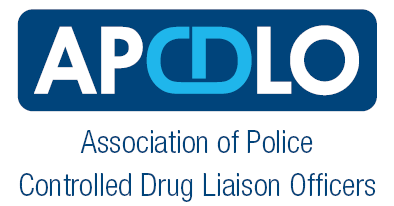 APCDLO
Association of Police
Controlled Drug Liaison Officers